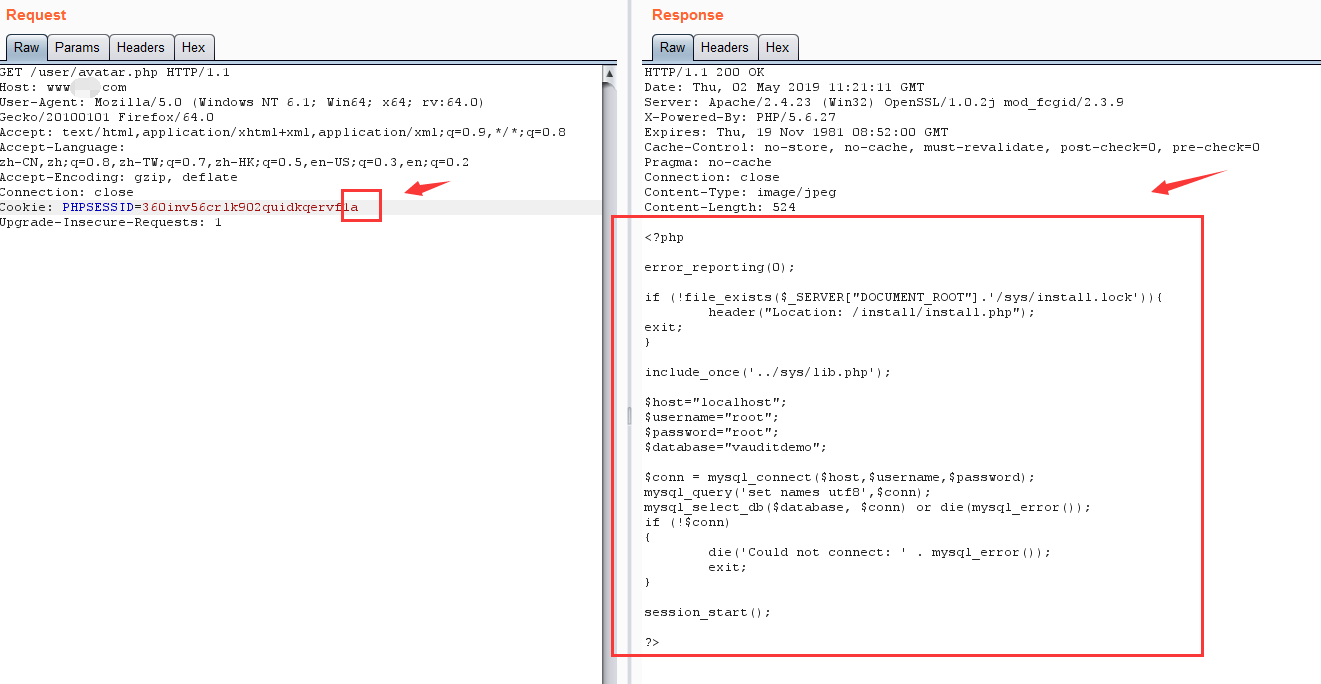 Request
Raw Params Headers Hex
GET /user/avatar.php HTTP/1.1
Host: www com
User-Agent: Mozilla/5.0 (Windows NT 6.1; Win64; x64; rv:64.0)
Gecko/20100101 Firefox/64.0
Accept: text/html,application/xhtml+xml,application/xml;q=0.9,*/*;q=0.8
Accept-Language:
zh-CN,zh;q=0.8,zh-TW;q=0.7,zh-HK;q=0.5,en-US;q=0.3,en;q=0.2
Accept-Encoding: gzip, deflate
Connection: close
Cookie: PHPSESSID=360inv56crlk902quidkqervfla
Upgrade-Insecure-Requests: 1
Response
Raw Headers Hex
HTTP/1.1 200 OK
Date: Thu, 02 May 2019 11:21:11 GMT
Server: Apache/2.4.23 (Win32) OpenSSL/1.0.2j mod_fcgid/2.3.9
X-Powered-By: PHP/5.6.27
Expires: Thu, 19 Nov 1981 08:52:00 GMT
Cache-Control: no-store, no-cache, must-revalidate, post-check=0, pre-check=0
Pragma: no-cache
Connection: close
Content-Type: image/jpeg
Content-Length: 524
<?php
error_reporting(0);
if (!file_exists($_SERVER["DOCUMENT_ROOT"].'/sys/install.lock')){
header("Location: /install/install.php");
exit;
}
include_once('../sys/lib.php');
$host="localhost";
$username="root";
$password="root";
$database="vauditdemo";
$conn = mysql_connect($host,$username,$password);
mysql_query('set names utf8',$conn);
mysql_select_db($database, $conn) or die(mysql_error());
if (!$conn)
{
die('Could not connect: ' . mysql_error());
exit;
}
session_start();
?>